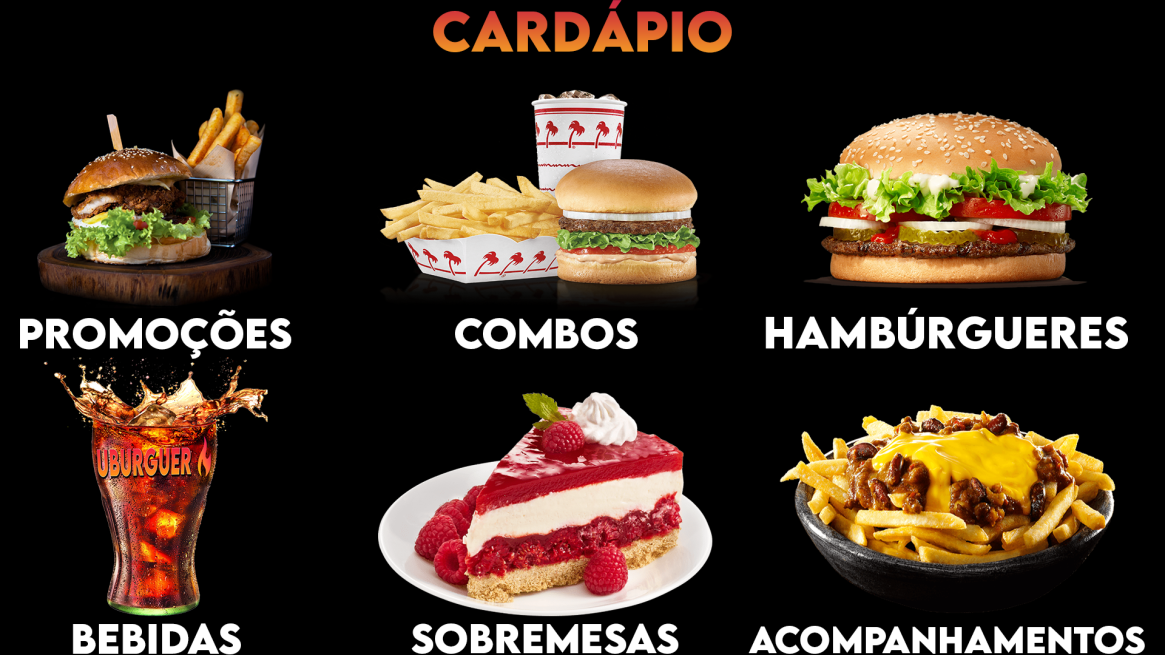 CARDÁPIO
PROMOÇÕES
COMBOS
HAMBÚRGUERES
UBURGUER
BEBIDAS
SOBREMESAS
ACOMPANHAMENTOS